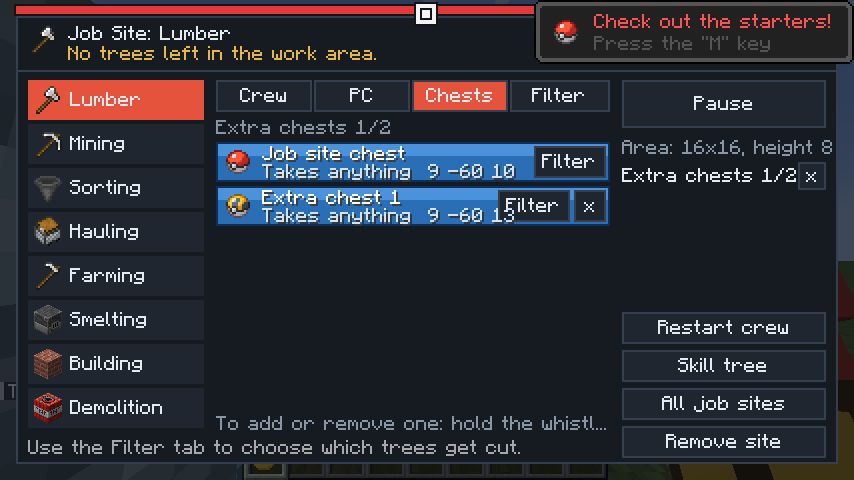 Check out the starters!
Press the "M" key
Job Site: Lumber
No trees left in the work area.
Lumber
Mining
Sorting
Hauling
Farming
Smelting
Building
Demolition
Crew
PC
Chests
Filter
Extra chests 1/2
Job site chest
Takes anything 9 -60 10
Filter
Extra chest 1
Takes anything 9 -60 13
Filter
x
To add or remove one: hold the whistl...
Use the Filter tab to choose which trees get cut.
Pause
Area: 16x16, height 8
Extra chests 1/2
x
Restart crew
Skill tree
All job sites
Remove site